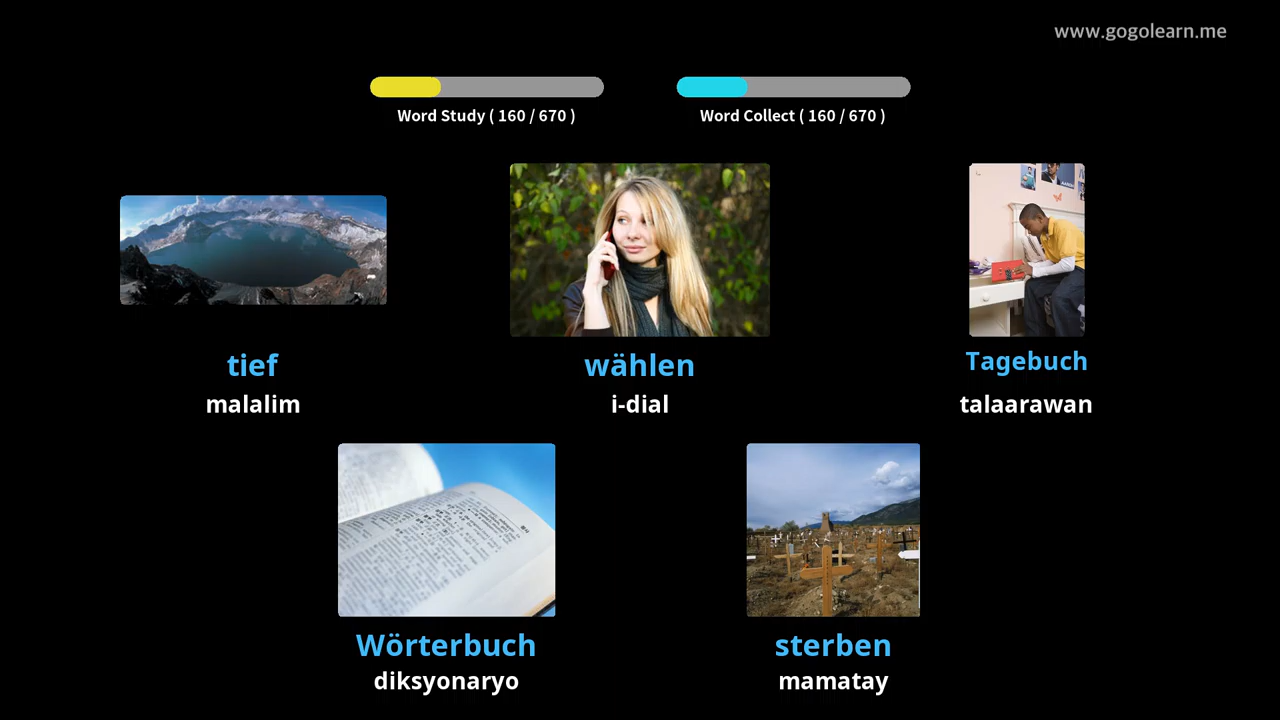 www.gogolearn.me
Word Study ( 160 / 670 )
Word Collect ( 160 / 670 )
tief
malalim
wählen
i-dial
Tagebuch
talaarawan
Wörterbuch
diksyonaryo
sterben
mamatay